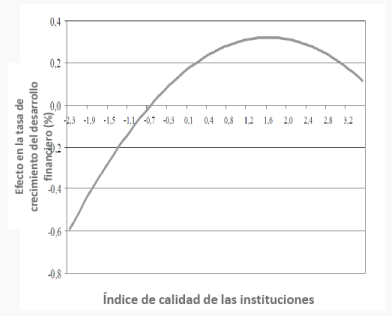 0,4
0,2
0,0
-2,3 -1,9 -1,5 -1,1 -0,7 -0,3 0,1 0,4 0,8 1,2 1,6 2,0 2,4 2,8 3,2
-0,2
-0,4
-0,6
-0,8
Efecto en la tasa de
crecimiento del desarrollo
financiero (%)
Índice de calidad de las instituciones